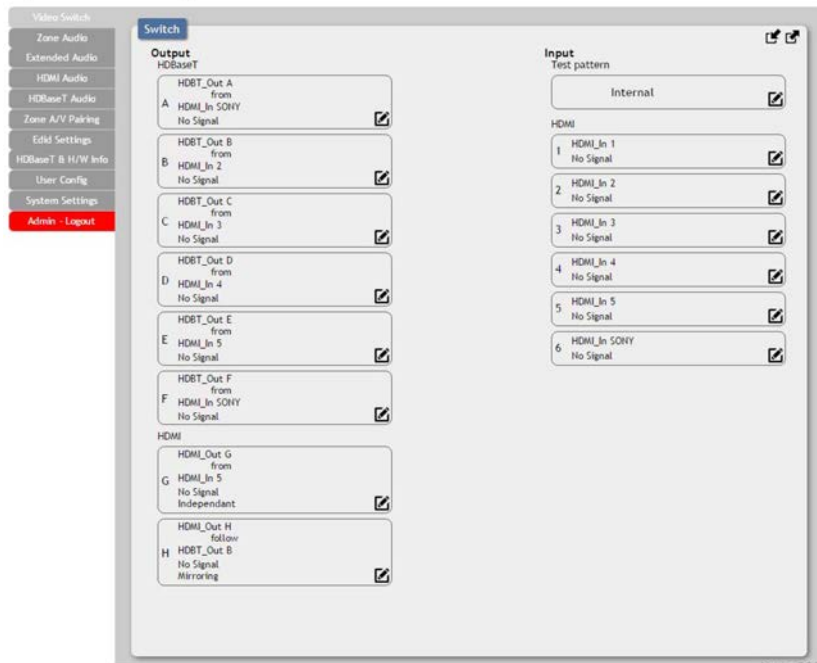 Video Switch
Zone Audio
Extended Audio
HDMI Audio
HDBaseT Audio
Zone A/V Pairing
Edid Settings
HDBaseT & H/W Info
User Config
System Settings
Admin - Logout
Switch
Output
HDBaseT
HDBT_Out A
from
A HDMI_In SONY
No Signal
HDBT_Out B
from
B HDMI_In 2
No Signal
HDBT_Out C
from
C HDMI_In 3
No Signal
HDBT_Out D
from
D HDMI_In 4
No Signal
HDBT_Out E
from
E HDMI_In 5
No Signal
HDBT_Out F
from
F HDMI_In SONY
No Signal
HDMI
HDMI_Out G
from
G HDMI_In 5
No Signal
Independant
HDMI_Out H
follow
H HDBT_Out B
No Signal
Mirroring
Input
Test pattern
Internal
HDMI
1 HDMI_In 1
No Signal
2 HDMI_In 2
No Signal
3 HDMI_In 3
No Signal
4 HDMI_In 4
No Signal
5 HDMI_In 5
No Signal
6 HDMI_In SONY
No Signal